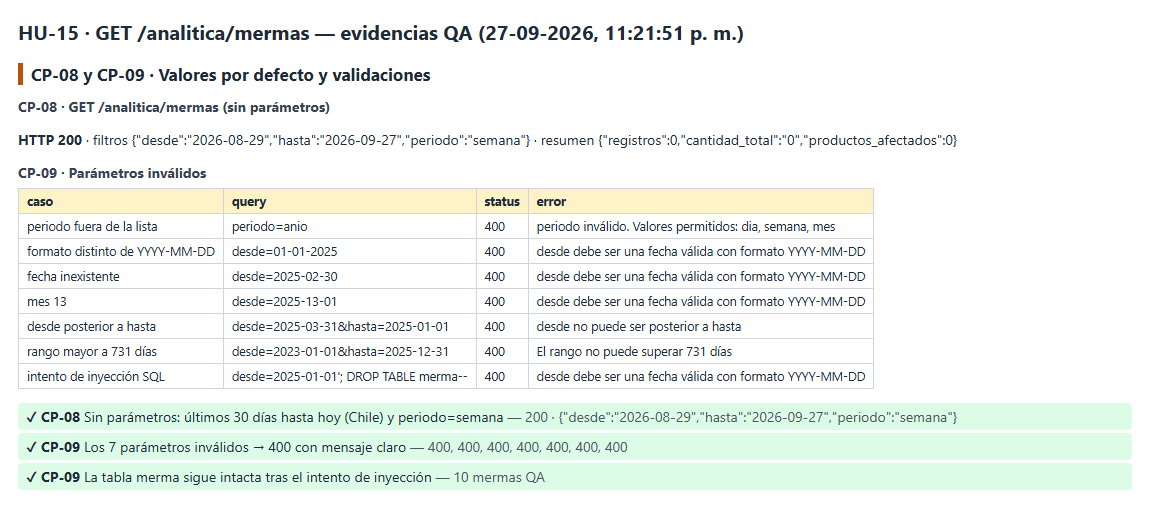 HU-15 · GET /analitica/mermas — evidencias QA (27-09-2026, 11:21:51 p. m.)
CP-08 y CP-09 · Valores por defecto y validaciones
CP-08 · GET /analitica/mermas (sin parámetros)
HTTP 200 · filtros {"desde":"2026-08-29","hasta":"2026-09-27","periodo":"semana"} · resumen {"registros":0,"cantidad_total":"0","productos_afectados":0}
CP-09 · Parámetros inválidos
caso query status error
periodo fuera de la lista periodo=anio 400 periodo inválido. Valores permitidos: dia, semana, mes
formato distinto de YYYY-MM-DD desde=01-01-2025 400 desde debe ser una fecha válida con formato YYYY-MM-DD
fecha inexistente desde=2025-02-30 400 desde debe ser una fecha válida con formato YYYY-MM-DD
mes 13 desde=2025-13-01 400 desde debe ser una fecha válida con formato YYYY-MM-DD
desde posterior a hasta desde=2025-03-31&hasta=2025-01-01 400 desde no puede ser posterior a hasta
rango mayor a 731 días desde=2023-01-01&hasta=2025-12-31 400 El rango no puede superar 731 días
intento de inyección SQL desde=2025-01-01'; DROP TABLE merma-- 400 desde debe ser una fecha válida con formato YYYY-MM-DD
✓ CP-08 Sin parámetros: últimos 30 días hasta hoy (Chile) y periodo=semana — 200 · {"desde":"2026-08-29","hasta":"2026-09-27","periodo":"semana"}
✓ CP-09 Los 7 parámetros inválidos → 400 con mensaje claro — 400, 400, 400, 400, 400, 400, 400
✓ CP-09 La tabla merma sigue intacta tras el intento de inyección — 10 mermas QA